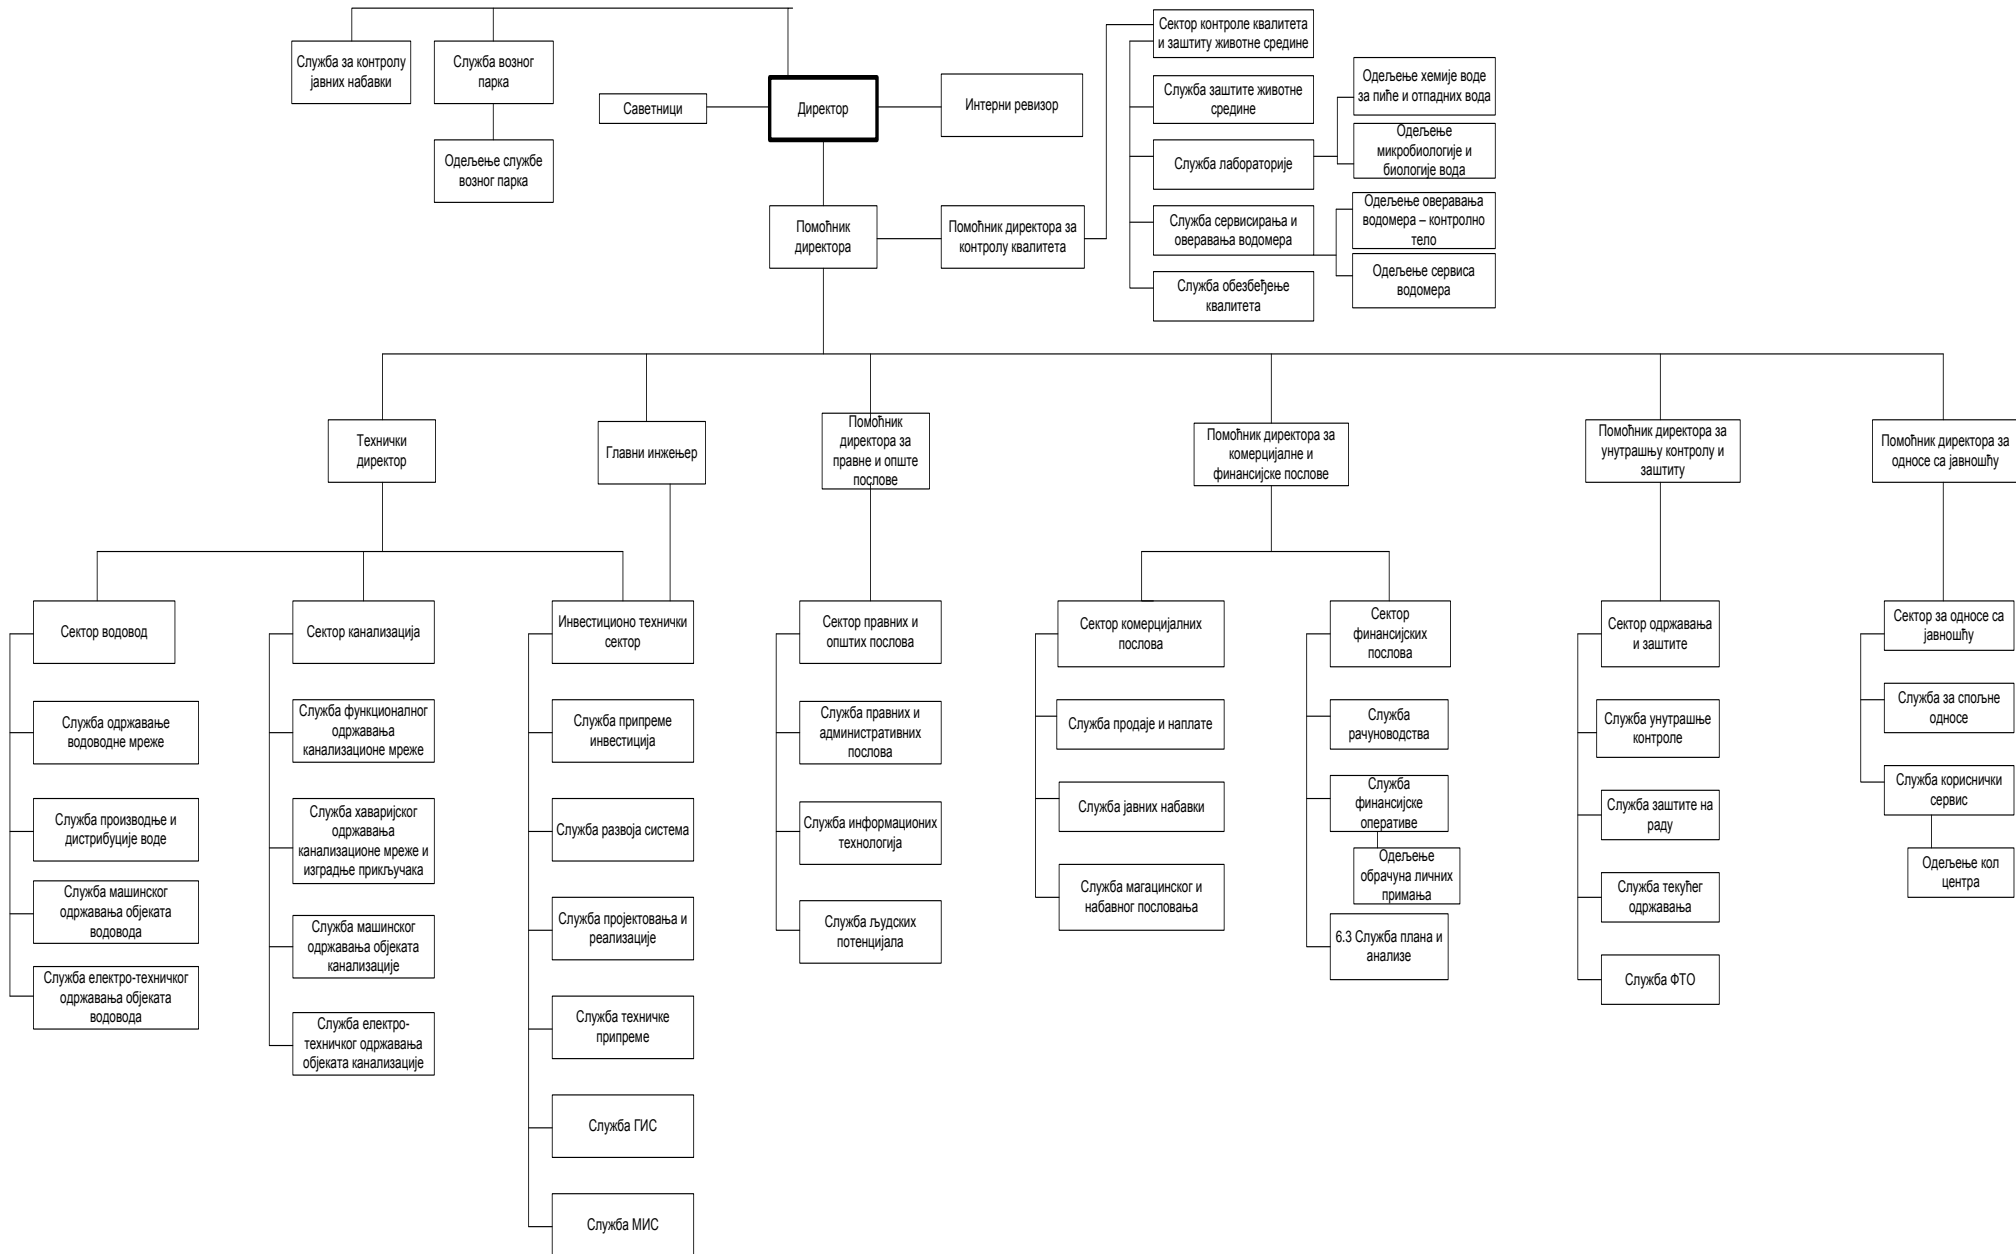 Служба за контролу
јавних набавки
Служба возног
парка
Одељење службе
возног парка
Саветници
Директор
Интерни ревизор
Помоћник
директора
Помоћник директора за
контролу квалитета
Сектор контроле квалитета
и заштиту животне средине
Служба заштите животне
средине
Служба лабораторије
Служба сервисирања и
оверавања водомера
Служба обезбеђење
квалитета
Одељење хемије воде
за пиће и отпадних вода
Одељење
микробиологије и
биологије вода
Одељење оверавања
водомера – контролно
тело
Одељење сервиса
водомера
Технички
директор
Главни инжењер
Помоћник
директора за
правне и опште
послове
Помоћник директора за
комерцијалне и
финансијске послове
Помоћник директора за
унутрашњу контролу и
заштиту
Помоћник директора за
односе са јавношћу
Сектор водовод
Служба одржавање
водоводне мреже
Служба производње и
дистрибуције воде
Служба машинског
одржавања објеката
водовода
Служба електро-техничког
одржавања објеката
водовода
Сектор канализација
Служба функционалног
одржавања
канализационе мреже
Служба хаваријског
одржавања
канализационе мреже и
изградње прикључака
Служба машинског
одржавања објеката
канализације
Служба електро-
техничког одржавања
објеката канализације
Инвестиционо технички
сектор
Служба припреме
инвестиција
Служба развоја система
Служба пројектовања и
реализације
Служба техничке
припреме
Служба ГИС
Служба МИС
Сектор правних и
општих послова
Служба правних и
административних
послова
Служба информационих
технологија
Служба људских
потенцијала
Сектор комерцијалних
послова
Служба продаје и наплате
Служба јавних набавки
Служба магацинског и
набавног пословања
Сектор
финансијских
послова
Служба
рачуноводства
Служба
финансијске
оперативе
Одељење
обрачуна личних
примања
6.3 Служба плана и
анализе
Сектор одржавања
и заштите
Служба унутрашње
контроле
Служба заштите на
раду
Служба текућег
одржавања
Служба ФТО
Сектор за односе са
јавношћу
Служба за спољне
односе
Служба кориснички
сервис
Одељење кол
центра